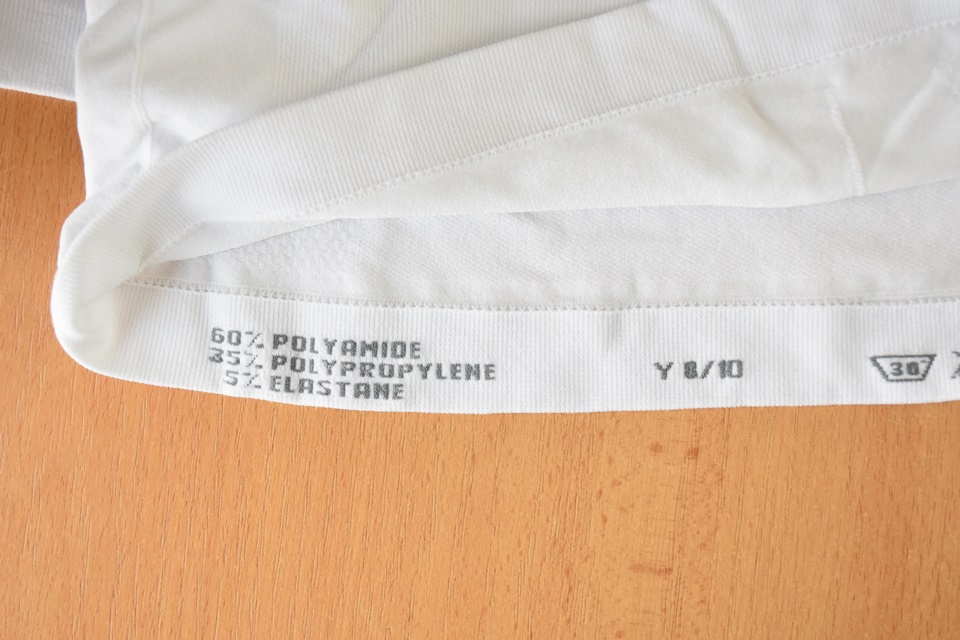 60% POLYAMIDE
35% POLYPROPYLENE
5% ELASTANE
Y 8/10
30